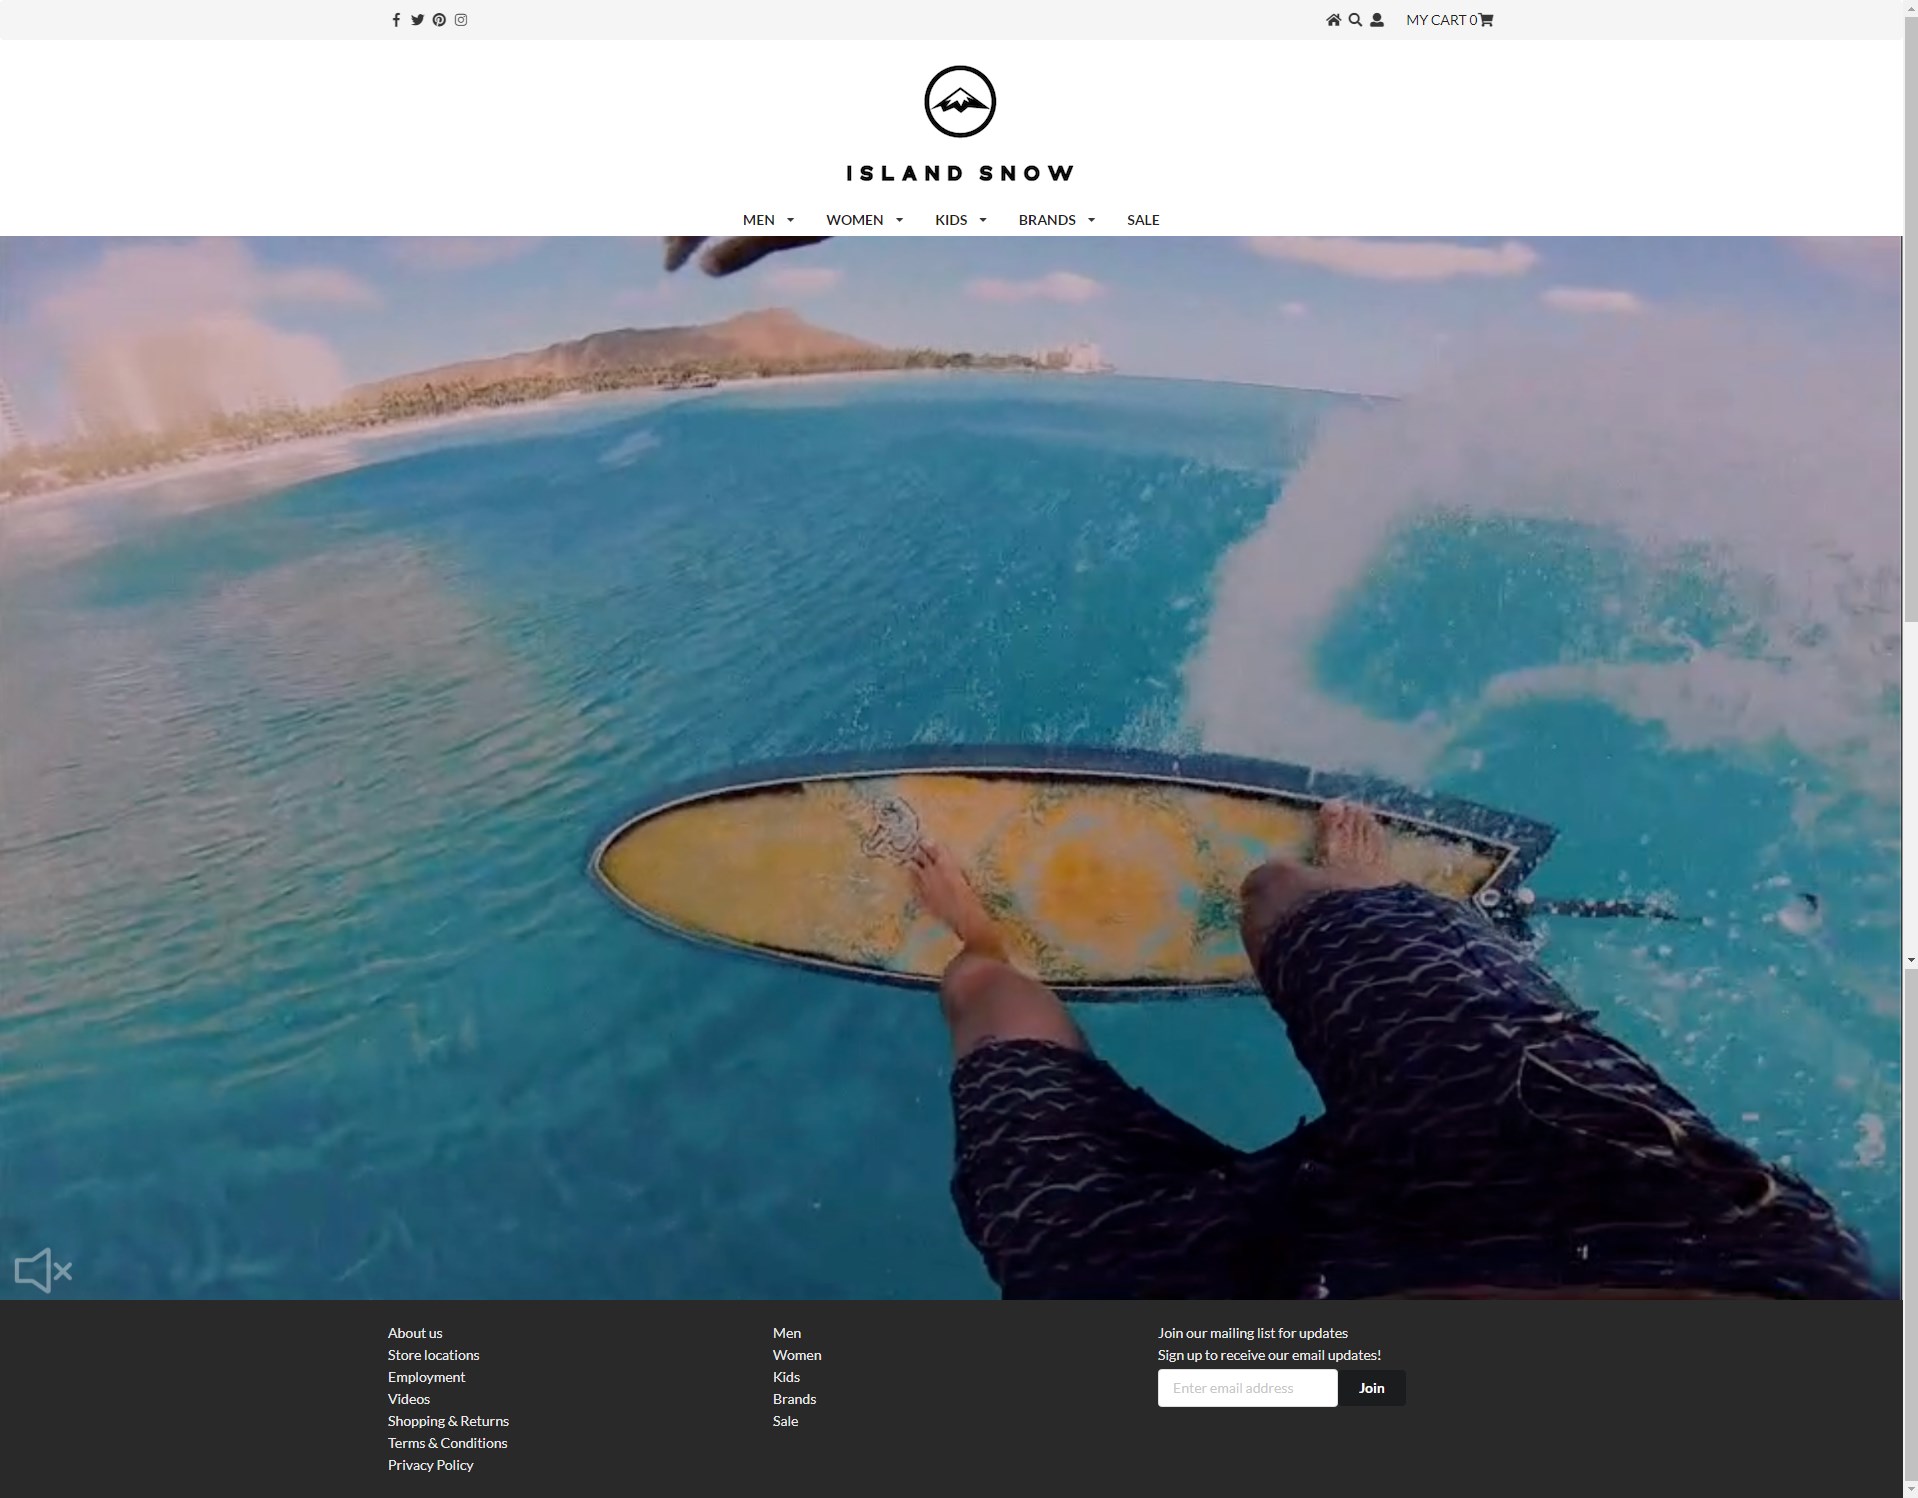 MY CART 0
ISLAND SNOW
MEN WOMEN KIDS BRANDS SALE
About us
Store locations
Employment
Videos
Shopping & Returns
Terms & Conditions
Privacy Policy
Men
Women
Kids
Brands
Sale
Join our mailing list for updates
Sign up to receive our email updates!
Enter email address Join